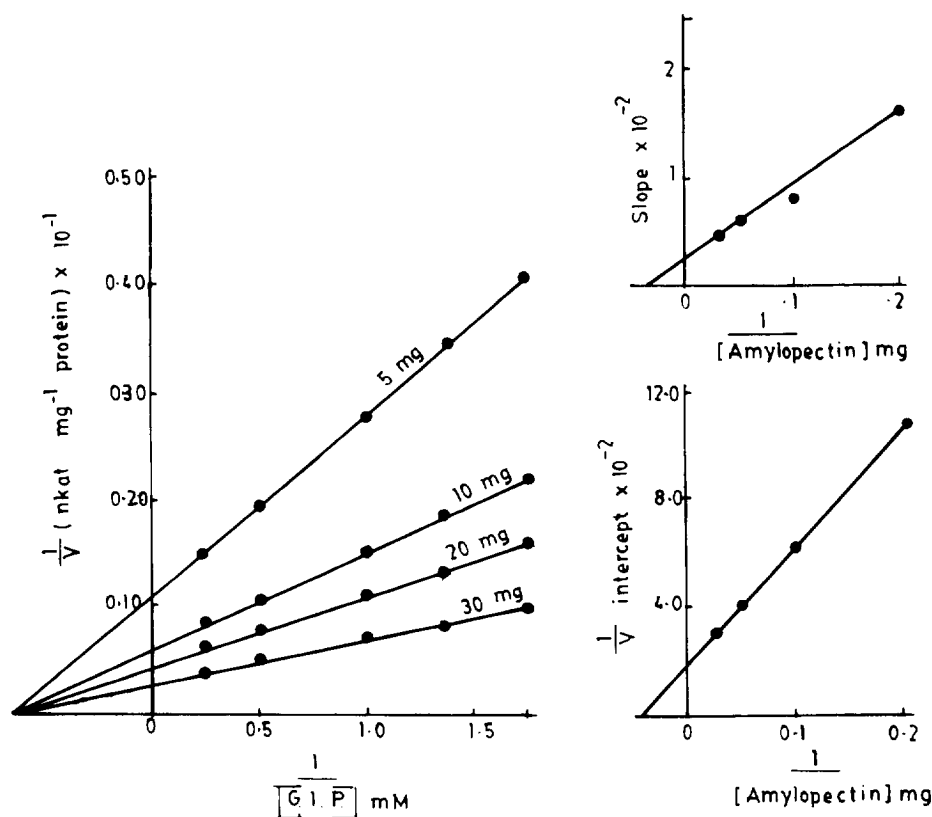 1/V (nkat mg⁻¹ protein) × 10⁻¹
0·50
0·40
0·30
0·20
0·10
5 mg
10 mg
20 mg
30 mg
0
0.5
1.0
1.5
1
[G 1 P] mM
Slope × 10⁻²
2
1
0
·1
·2
1
[Amylopectin] mg
1/V intercept × 10⁻²
12·0
8·0
4·0
0
0·1
0·2
1
[Amylopectin] mg